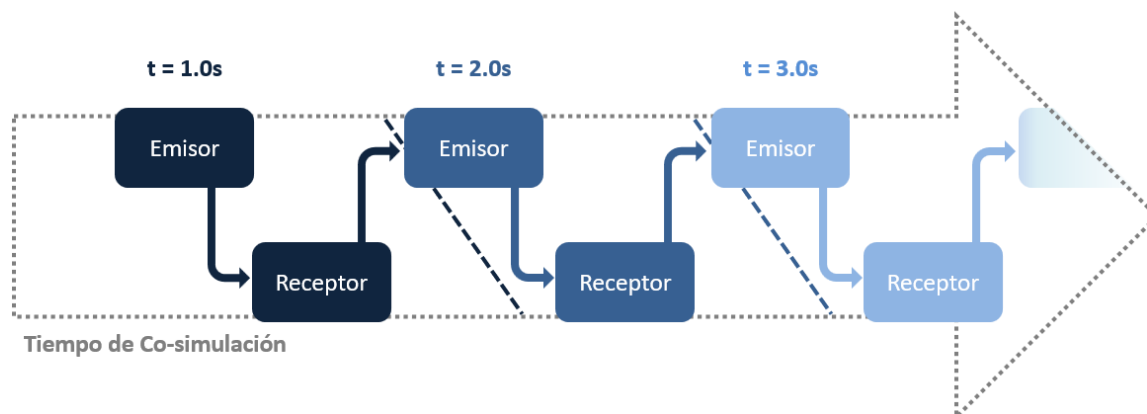 t = 1.0s
t = 2.0s
t = 3.0s
Emisor
Emisor
Emisor
Receptor
Receptor
Receptor
Tiempo de Co-simulación